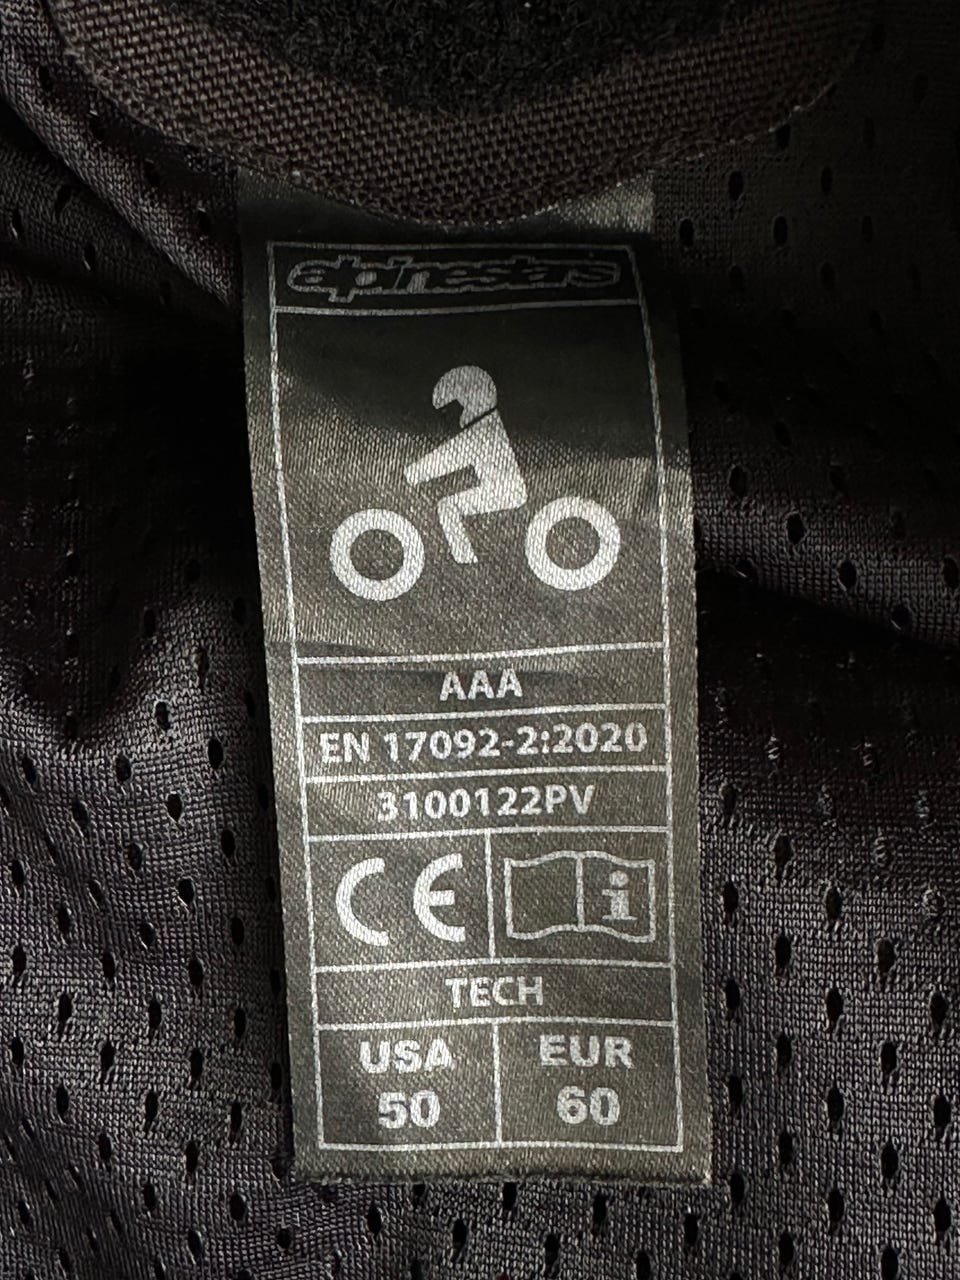 alpinestars
AAA
EN 17092-2:2020
3100122PV
CE i
TECH
USA EUR
50 60